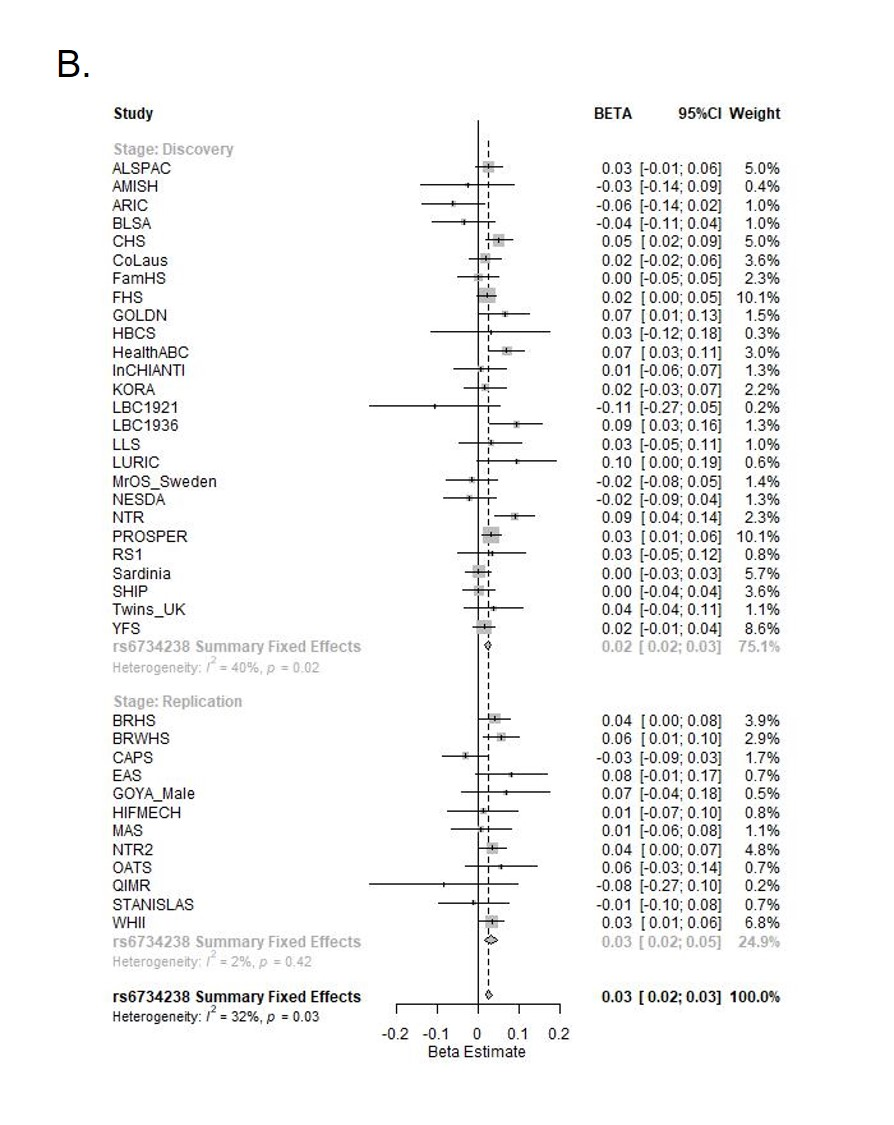 B.
Study BETA 95%CI Weight
Stage: Discovery
ALSPAC 0.03 [-0.01; 0.06] 5.0%
AMISH -0.03 [-0.14; 0.09] 0.4%
ARIC -0.06 [-0.14; 0.02] 1.0%
BLSA -0.04 [-0.11; 0.04] 1.0%
CHS 0.05 [ 0.02; 0.09] 5.0%
CoLaus 0.02 [-0.02; 0.06] 3.6%
FamHS 0.00 [-0.05; 0.05] 2.3%
FHS 0.02 [ 0.00; 0.05] 10.1%
GOLDN 0.07 [ 0.01; 0.13] 1.5%
HBCS 0.03 [-0.12; 0.18] 0.3%
HealthABC 0.07 [ 0.03; 0.11] 3.0%
InCHIANTI 0.01 [-0.06; 0.07] 1.3%
KORA 0.02 [-0.03; 0.07] 2.2%
LBC1921 -0.11 [-0.27; 0.05] 0.2%
LBC1936 0.09 [ 0.03; 0.16] 1.3%
LLS 0.03 [-0.05; 0.11] 1.0%
LURIC 0.10 [ 0.00; 0.19] 0.6%
MrOS_Sweden -0.02 [-0.08; 0.05] 1.4%
NESDA -0.02 [-0.09; 0.04] 1.3%
NTR 0.09 [ 0.04; 0.14] 2.3%
PROSPER 0.03 [ 0.01; 0.06] 10.1%
RS1 0.03 [-0.05; 0.12] 0.8%
Sardinia 0.00 [-0.03; 0.03] 5.7%
SHIP 0.00 [-0.04; 0.04] 3.6%
Twins_UK 0.04 [-0.04; 0.11] 1.1%
YFS 0.02 [-0.01; 0.04] 8.6%
rs6734238 Summary Fixed Effects 0.02 [ 0.02; 0.03] 75.1%
Heterogeneity: I² = 40%, p = 0.02
Stage: Replication
BRHS 0.04 [ 0.00; 0.08] 3.9%
BRWHS 0.06 [ 0.01; 0.10] 2.9%
CAPS -0.03 [-0.09; 0.03] 1.7%
EAS 0.08 [-0.01; 0.17] 0.7%
GOYA_Male 0.07 [-0.04; 0.18] 0.5%
HIFMECH 0.01 [-0.07; 0.10] 0.8%
MAS 0.01 [-0.06; 0.08] 1.1%
NTR2 0.04 [ 0.00; 0.07] 4.8%
OATS 0.06 [-0.03; 0.14] 0.7%
QIMR -0.08 [-0.27; 0.10] 0.2%
STANISLAS -0.01 [-0.10; 0.08] 0.7%
WHII 0.03 [ 0.01; 0.06] 6.8%
rs6734238 Summary Fixed Effects 0.03 [ 0.02; 0.05] 24.9%
Heterogeneity: I² = 2%, p = 0.42
rs6734238 Summary Fixed Effects 0.03 [ 0.02; 0.03] 100.0%
Heterogeneity: I² = 32%, p = 0.03
-0.2 -0.1 0 0.1 0.2
Beta Estimate